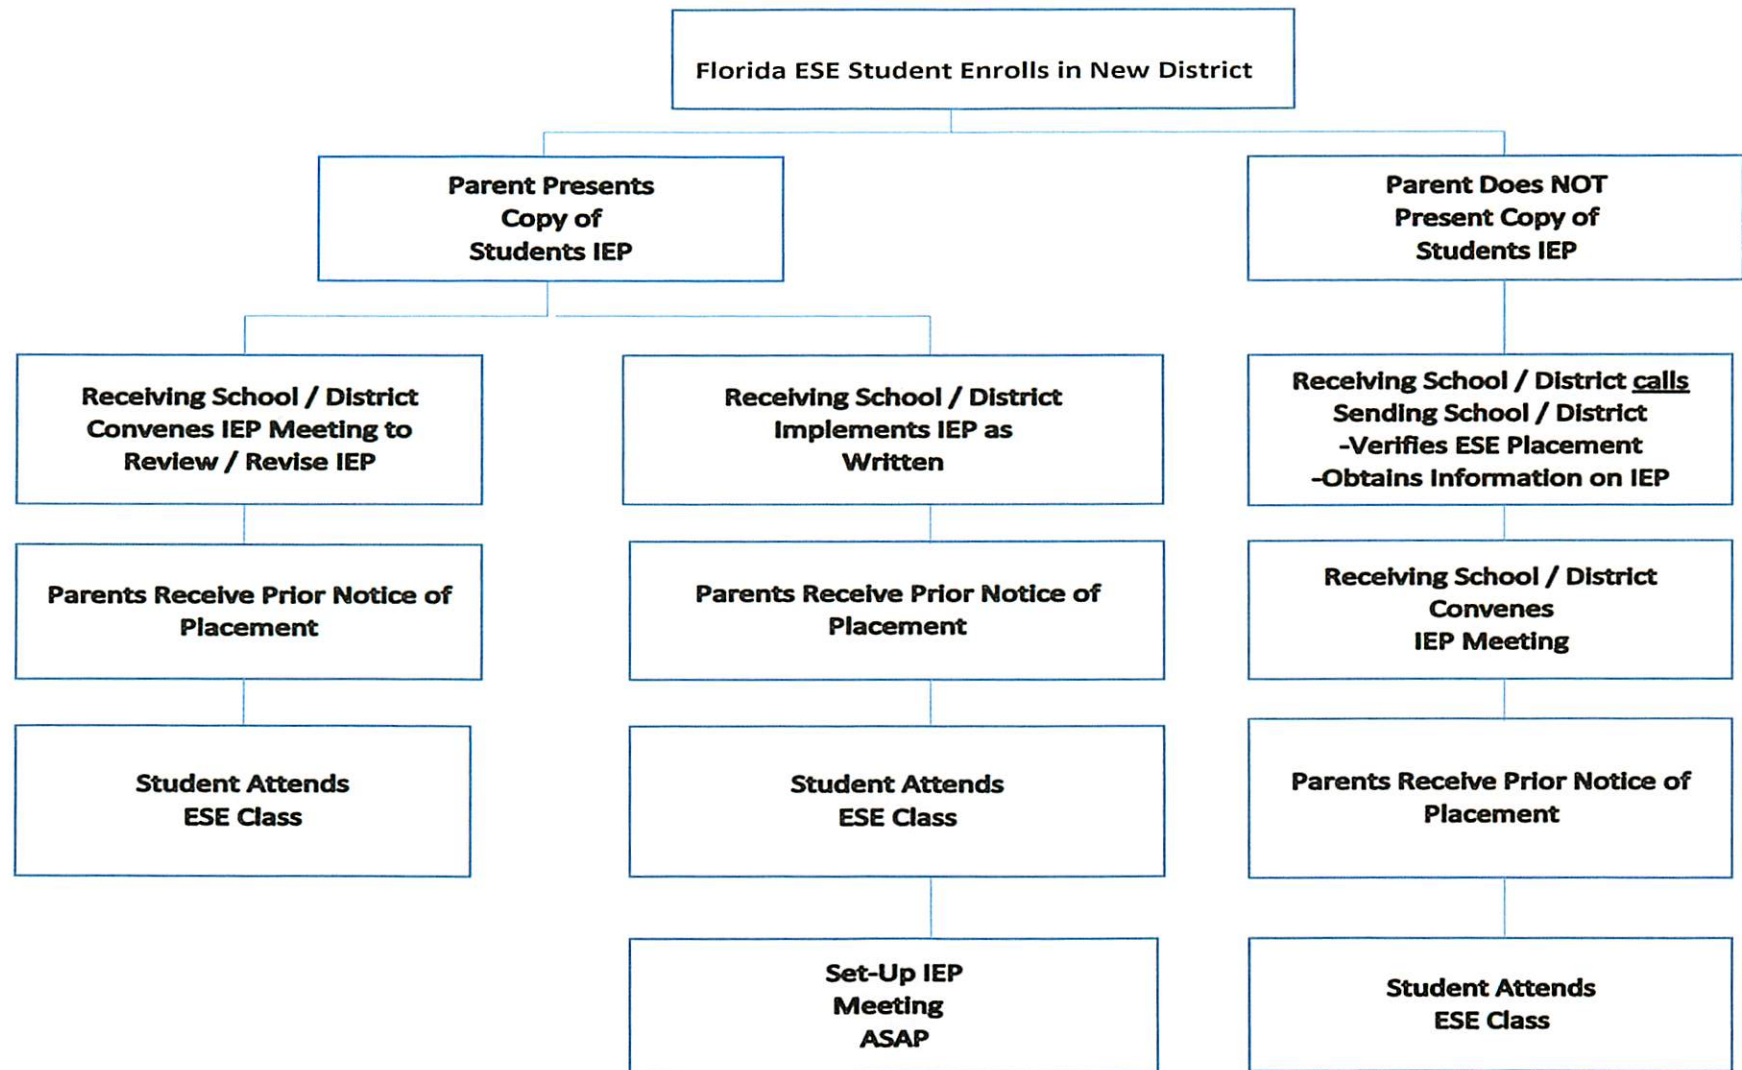 Florida ESE Student Enrolls in New District
Parent Presents
Copy of
Students IEP
Parent Does NOT
Present Copy of
Students IEP
Receiving School / District
Convenes IEP Meeting to
Review / Revise IEP
Receiving School / District
Implements IEP as
Written
Receiving School / District calls
Sending School / District
-Verifies ESE Placement
-Obtains Information on IEP
Parents Receive Prior Notice of
Placement
Parents Receive Prior Notice of
Placement
Receiving School / District
Convenes
IEP Meeting
Student Attends
ESE Class
Student Attends
ESE Class
Parents Receive Prior Notice of
Placement
Set-Up IEP
Meeting
ASAP
Student Attends
ESE Class